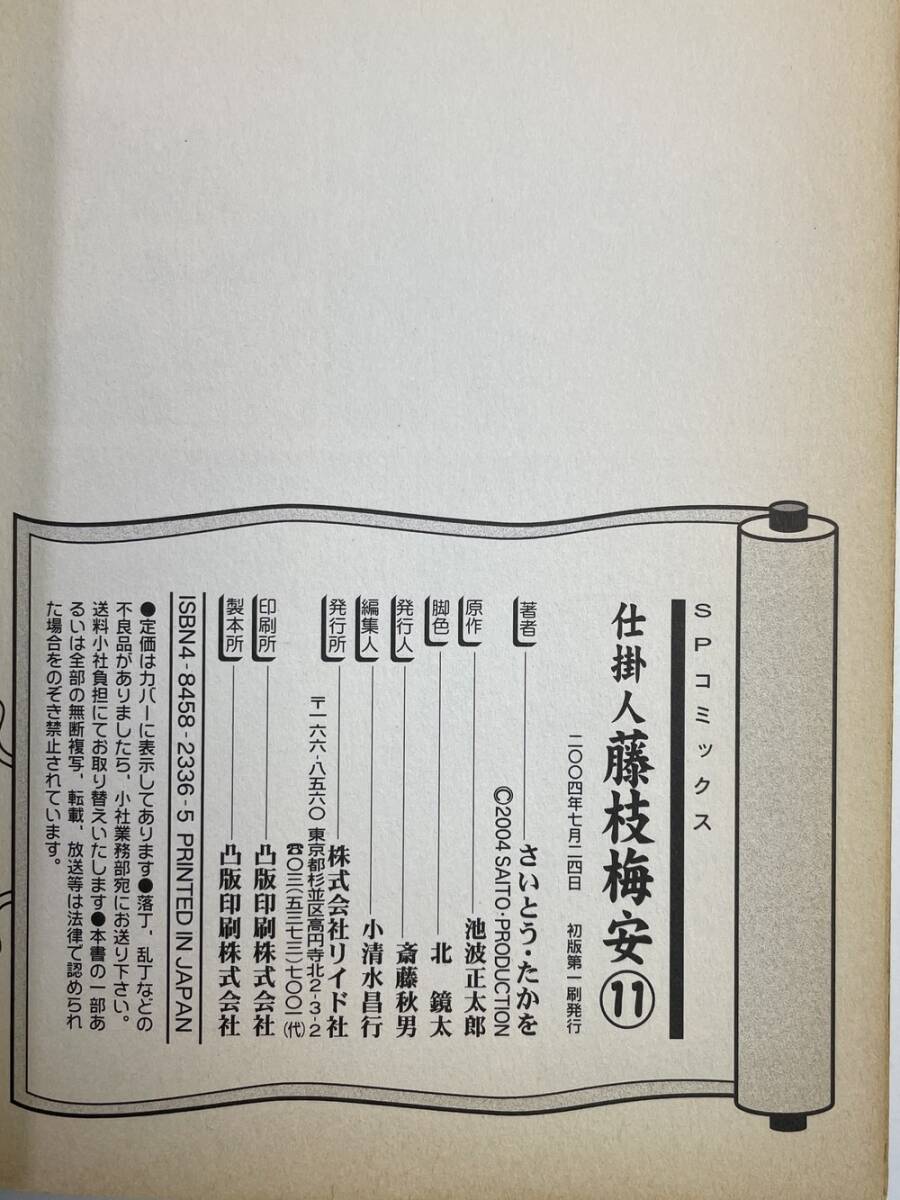 SPコミックス
仕掛人藤枝梅安⑪
二〇〇四年七月二四日 初版第一刷発行
著者 さいとう・たかを
©2004 SAITO・PRODUCTION
原作 池波正太郎
脚色 北 鏡太
発行人 斎藤秋男
編集人 小清水昌行
発行所 株式会社リイド社
〒一六六-八五六〇 東京都杉並区高円寺北2-3-2
☎〇三(五三七三)七〇〇一(代)
印刷所 凸版印刷株式会社
製本所 凸版印刷株式会社
ISBN4-8458-2336-5 PRINTED IN JAPAN
●定価はカバーに表示してあります●落丁、乱丁などの
不良品がありましたら、小社業務部宛にお送り下さい。
送料小社負担にてお取り替えいたします●本書の一部あ
るいは全部の無断複写、転載、放送等は法律で認められ
た場合をのぞき禁止されています。